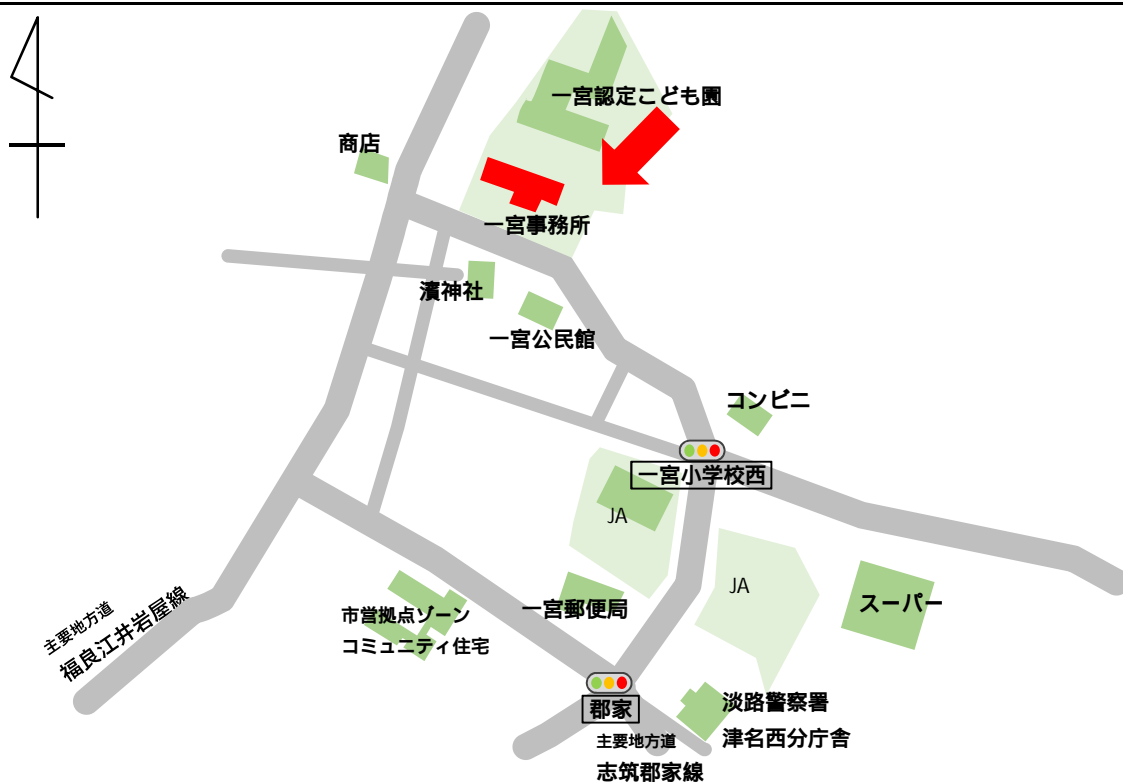 一宮認定こども園
商店
一宮事務所
濱神社
一宮公民館
コンビニ
一宮小学校西
JA
JA
スーパー
一宮郵便局
市営拠点ゾーン
コミュニティ住宅
主要地方道
福良江井岩屋線
郡家
淡路警察署
津名西分庁舎
主要地方道
志筑郡家線